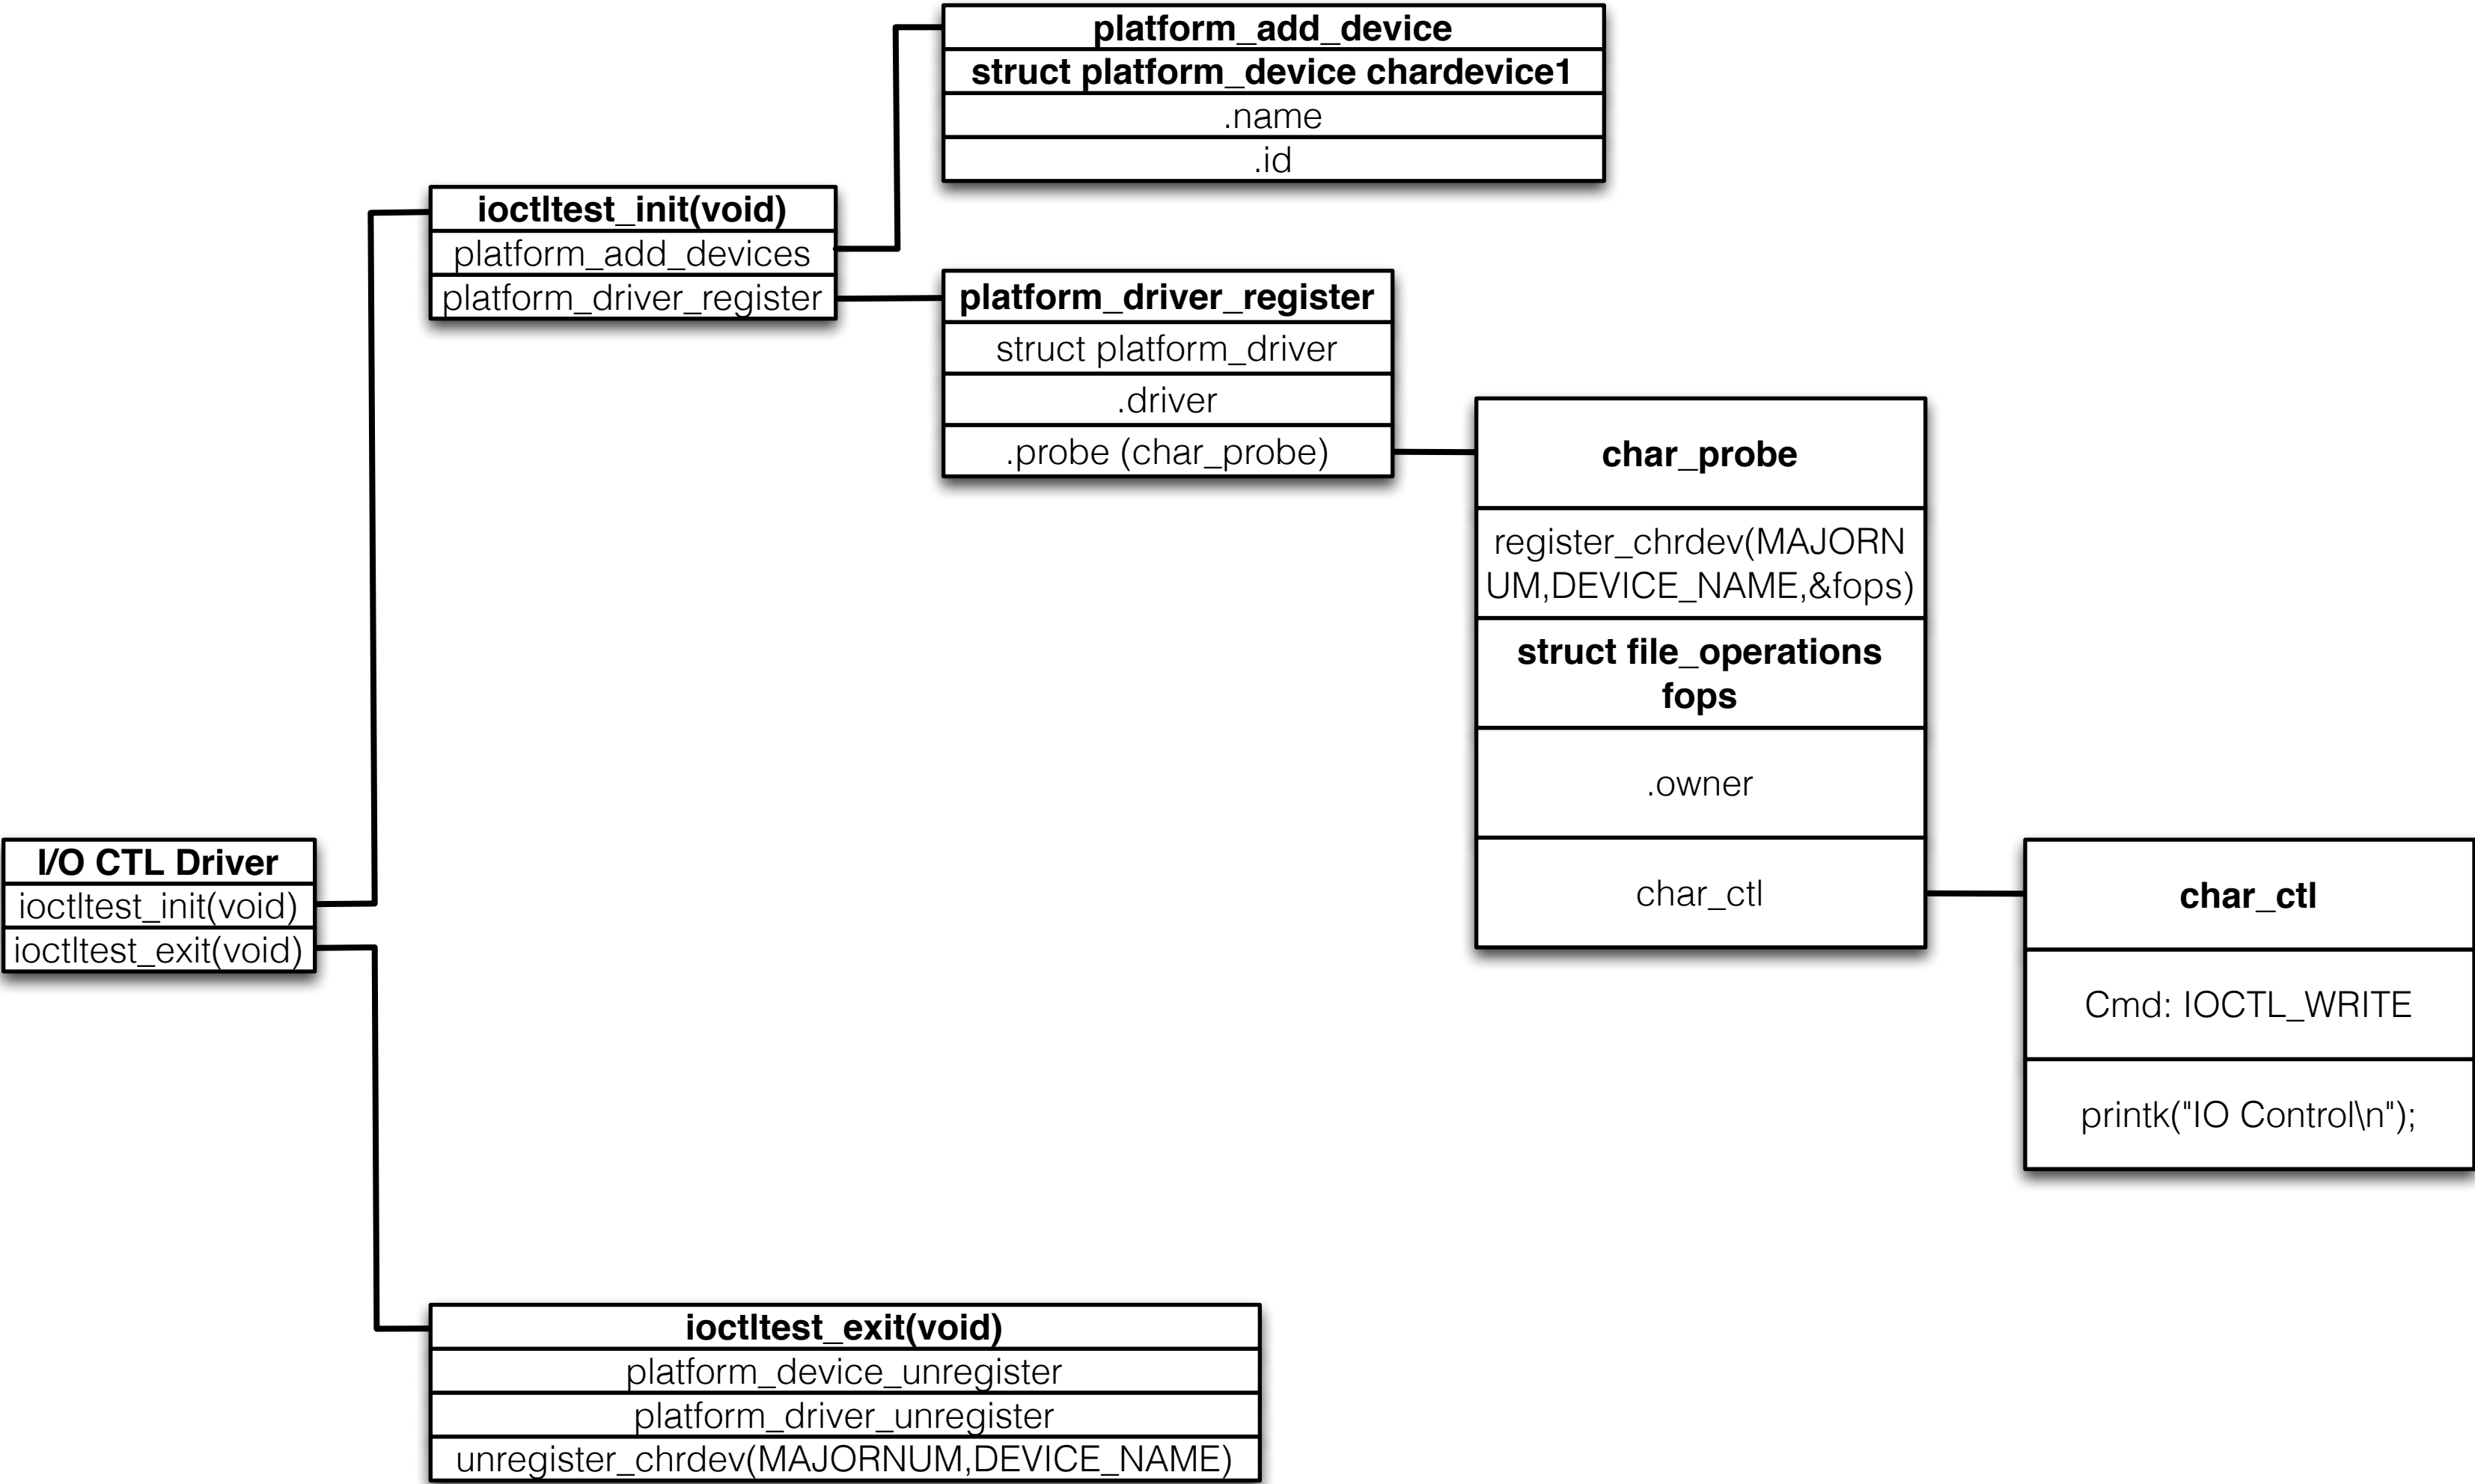 platform_add_device
struct platform_device chardevice1
.name
.id
ioctltest_init(void)
platform_add_devices
platform_driver_register
platform_driver_register
struct platform_driver
.driver
.probe (char_probe)
char_probe
register_chrdev(MAJORN
UM,DEVICE_NAME,&fops)
struct file_operations
fops
.owner
char_ctl
I/O CTL Driver
ioctltest_init(void)
ioctltest_exit(void)
char_ctl
Cmd: IOCTL_WRITE
printk("IO Control\n");
ioctltest_exit(void)
platform_device_unregister
platform_driver_unregister
unregister_chrdev(MAJORNUM,DEVICE_NAME)